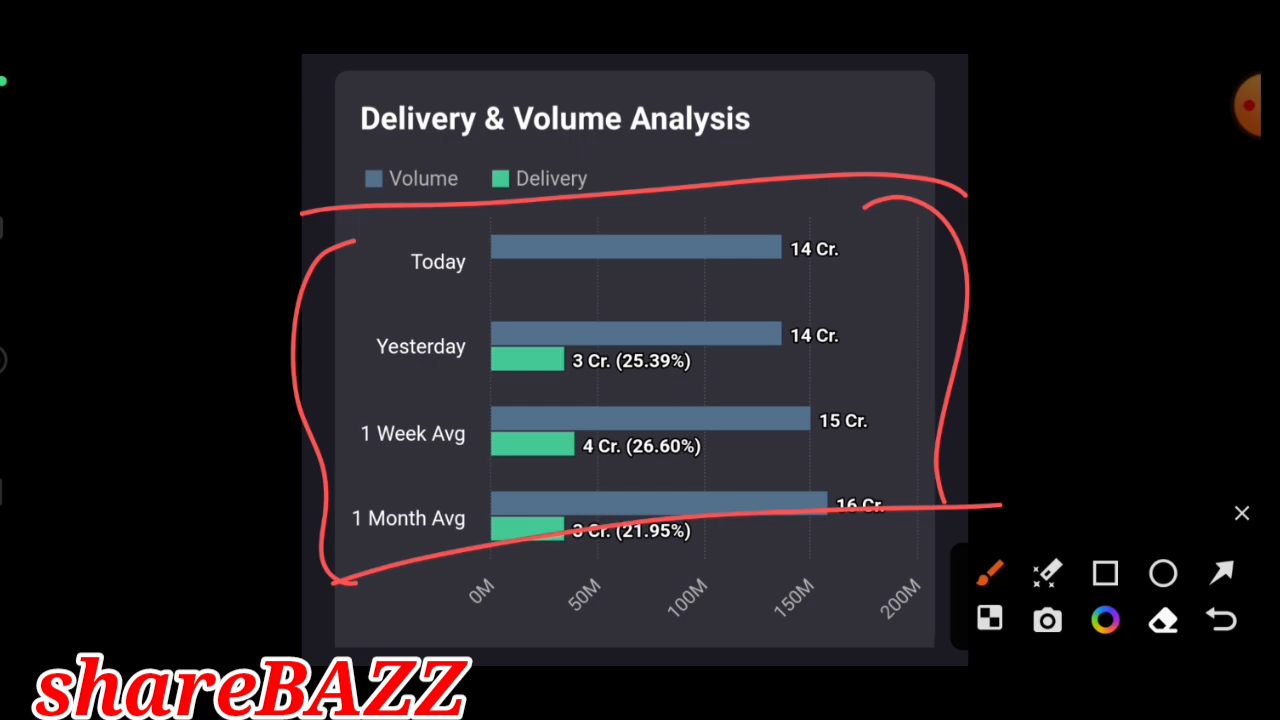 Delivery & Volume Analysis
Volume Delivery
Today 14 Cr.
Yesterday 14 Cr.
3 Cr. (25.39%)
1 Week Avg 15 Cr.
4 Cr. (26.60%)
1 Month Avg 16 Cr.
3 Cr. (21.95%)
0M 50M 100M 150M 200M
shareBAZZ